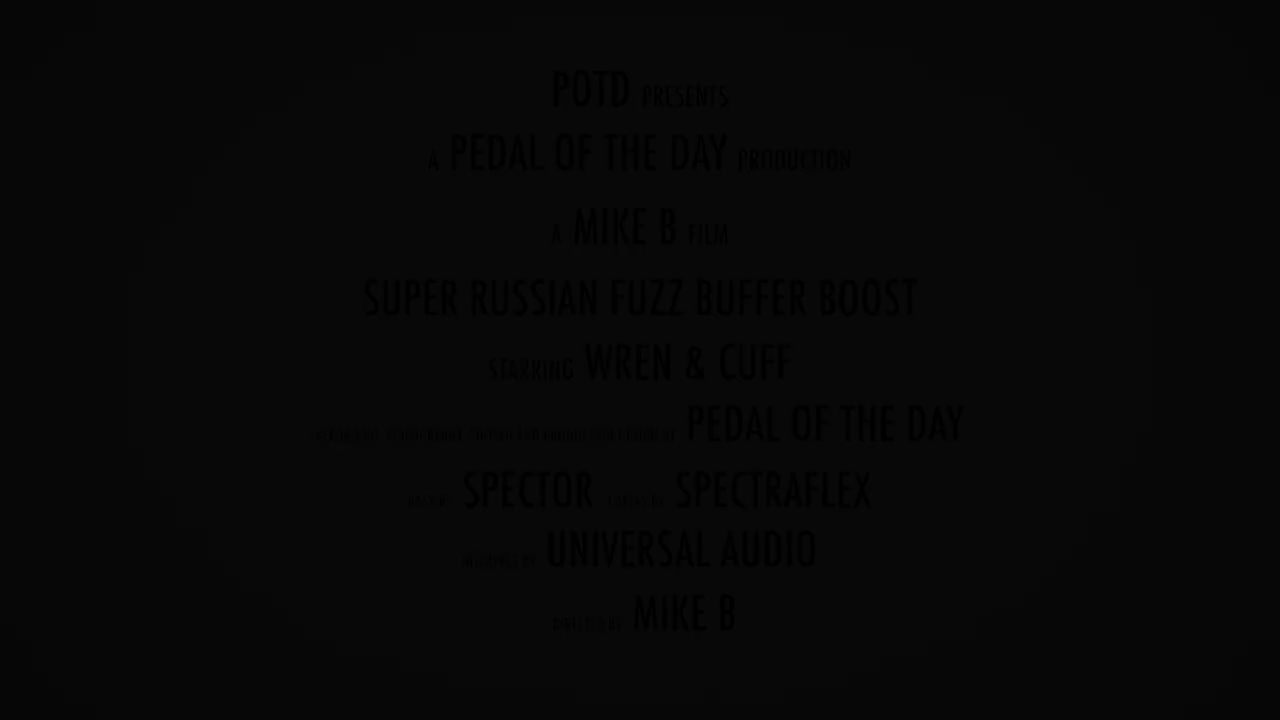 POTD PRESENTS
A PEDAL OF THE DAY PRODUCTION
A MIKE B FILM
SUPER RUSSIAN FUZZ BUFFER BOOST
STARRING WREN & CUFF
PEDAL OF THE DAY
SPECTOR SPECTRAFLEX
UNIVERSAL AUDIO
MIKE B